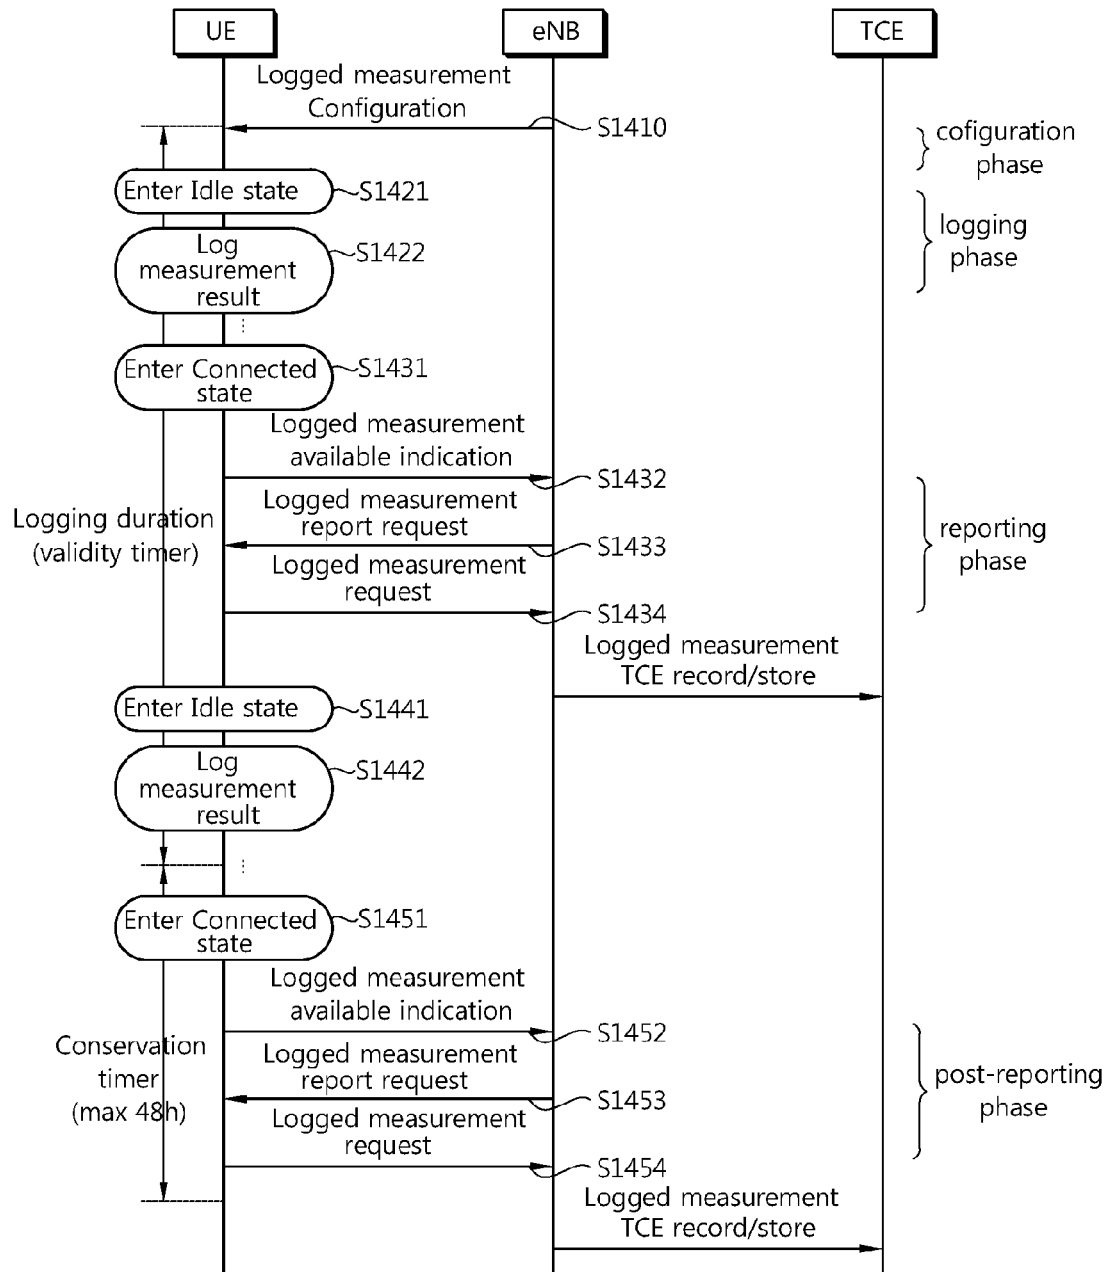 UE
eNB
TCE
Logged measurement
Configuration
S1410
cofiguration
phase
Enter Idle state
S1421
Log
measurement
result
S1422
logging
phase
Enter Connected
state
S1431
Logged measurement
available indication
S1432
Logged measurement
report request
Logging duration
(validity timer)
S1433
reporting
phase
Logged measurement
request
S1434
Logged measurement
TCE record/store
Enter Idle state
S1441
Log
measurement
result
S1442
Enter Connected
state
S1451
Logged measurement
available indication
S1452
Conservation
timer
(max 48h)
Logged measurement
report request
S1453
post-reporting
phase
Logged measurement
request
S1454
Logged measurement
TCE record/store